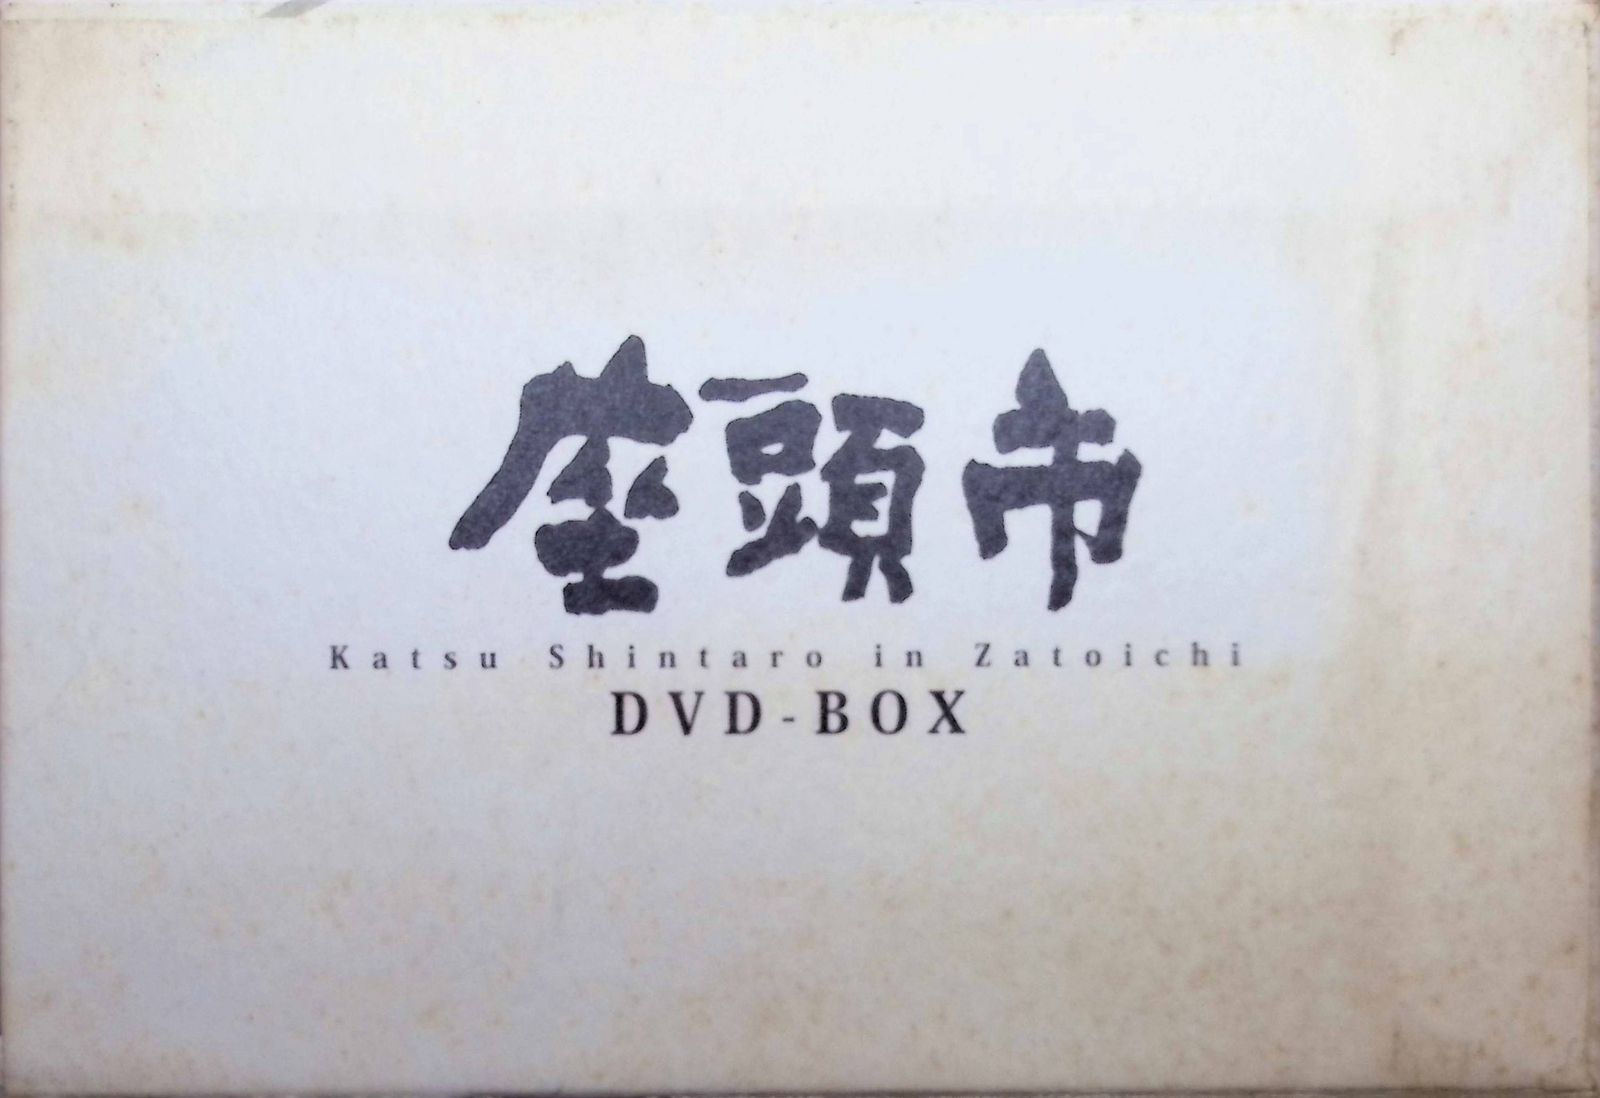 座頭市
Katsu Shintaro in Zatoichi
DVD-BOX